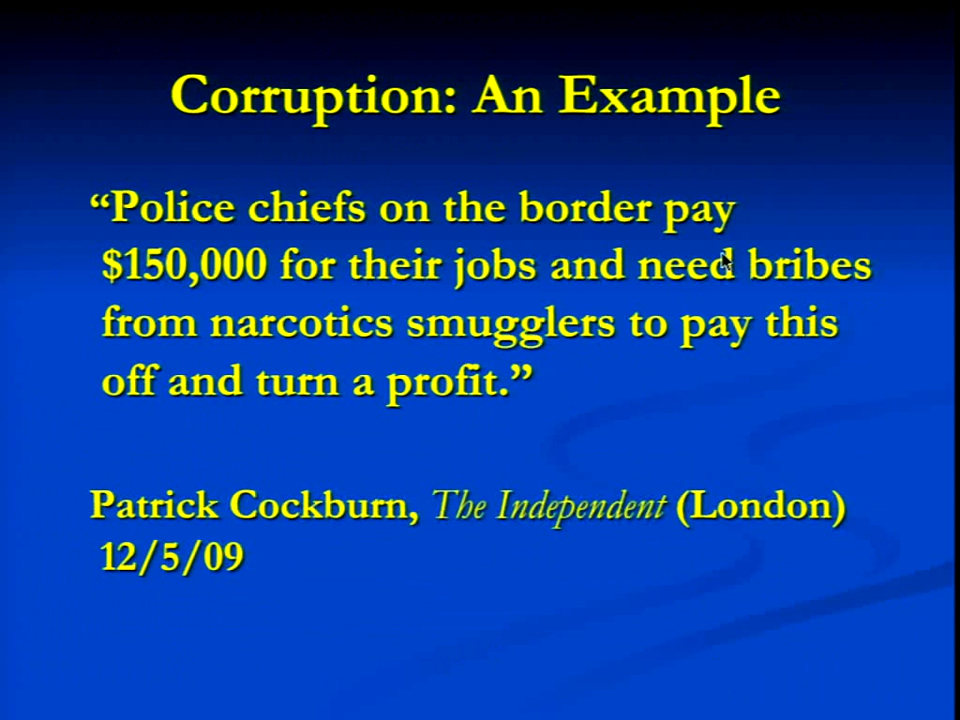 Corruption: An Example
“Police chiefs on the border pay
$150,000 for their jobs and need bribes
from narcotics smugglers to pay this
off and turn a profit.”
Patrick Cockburn, The Independent (London)
12/5/09